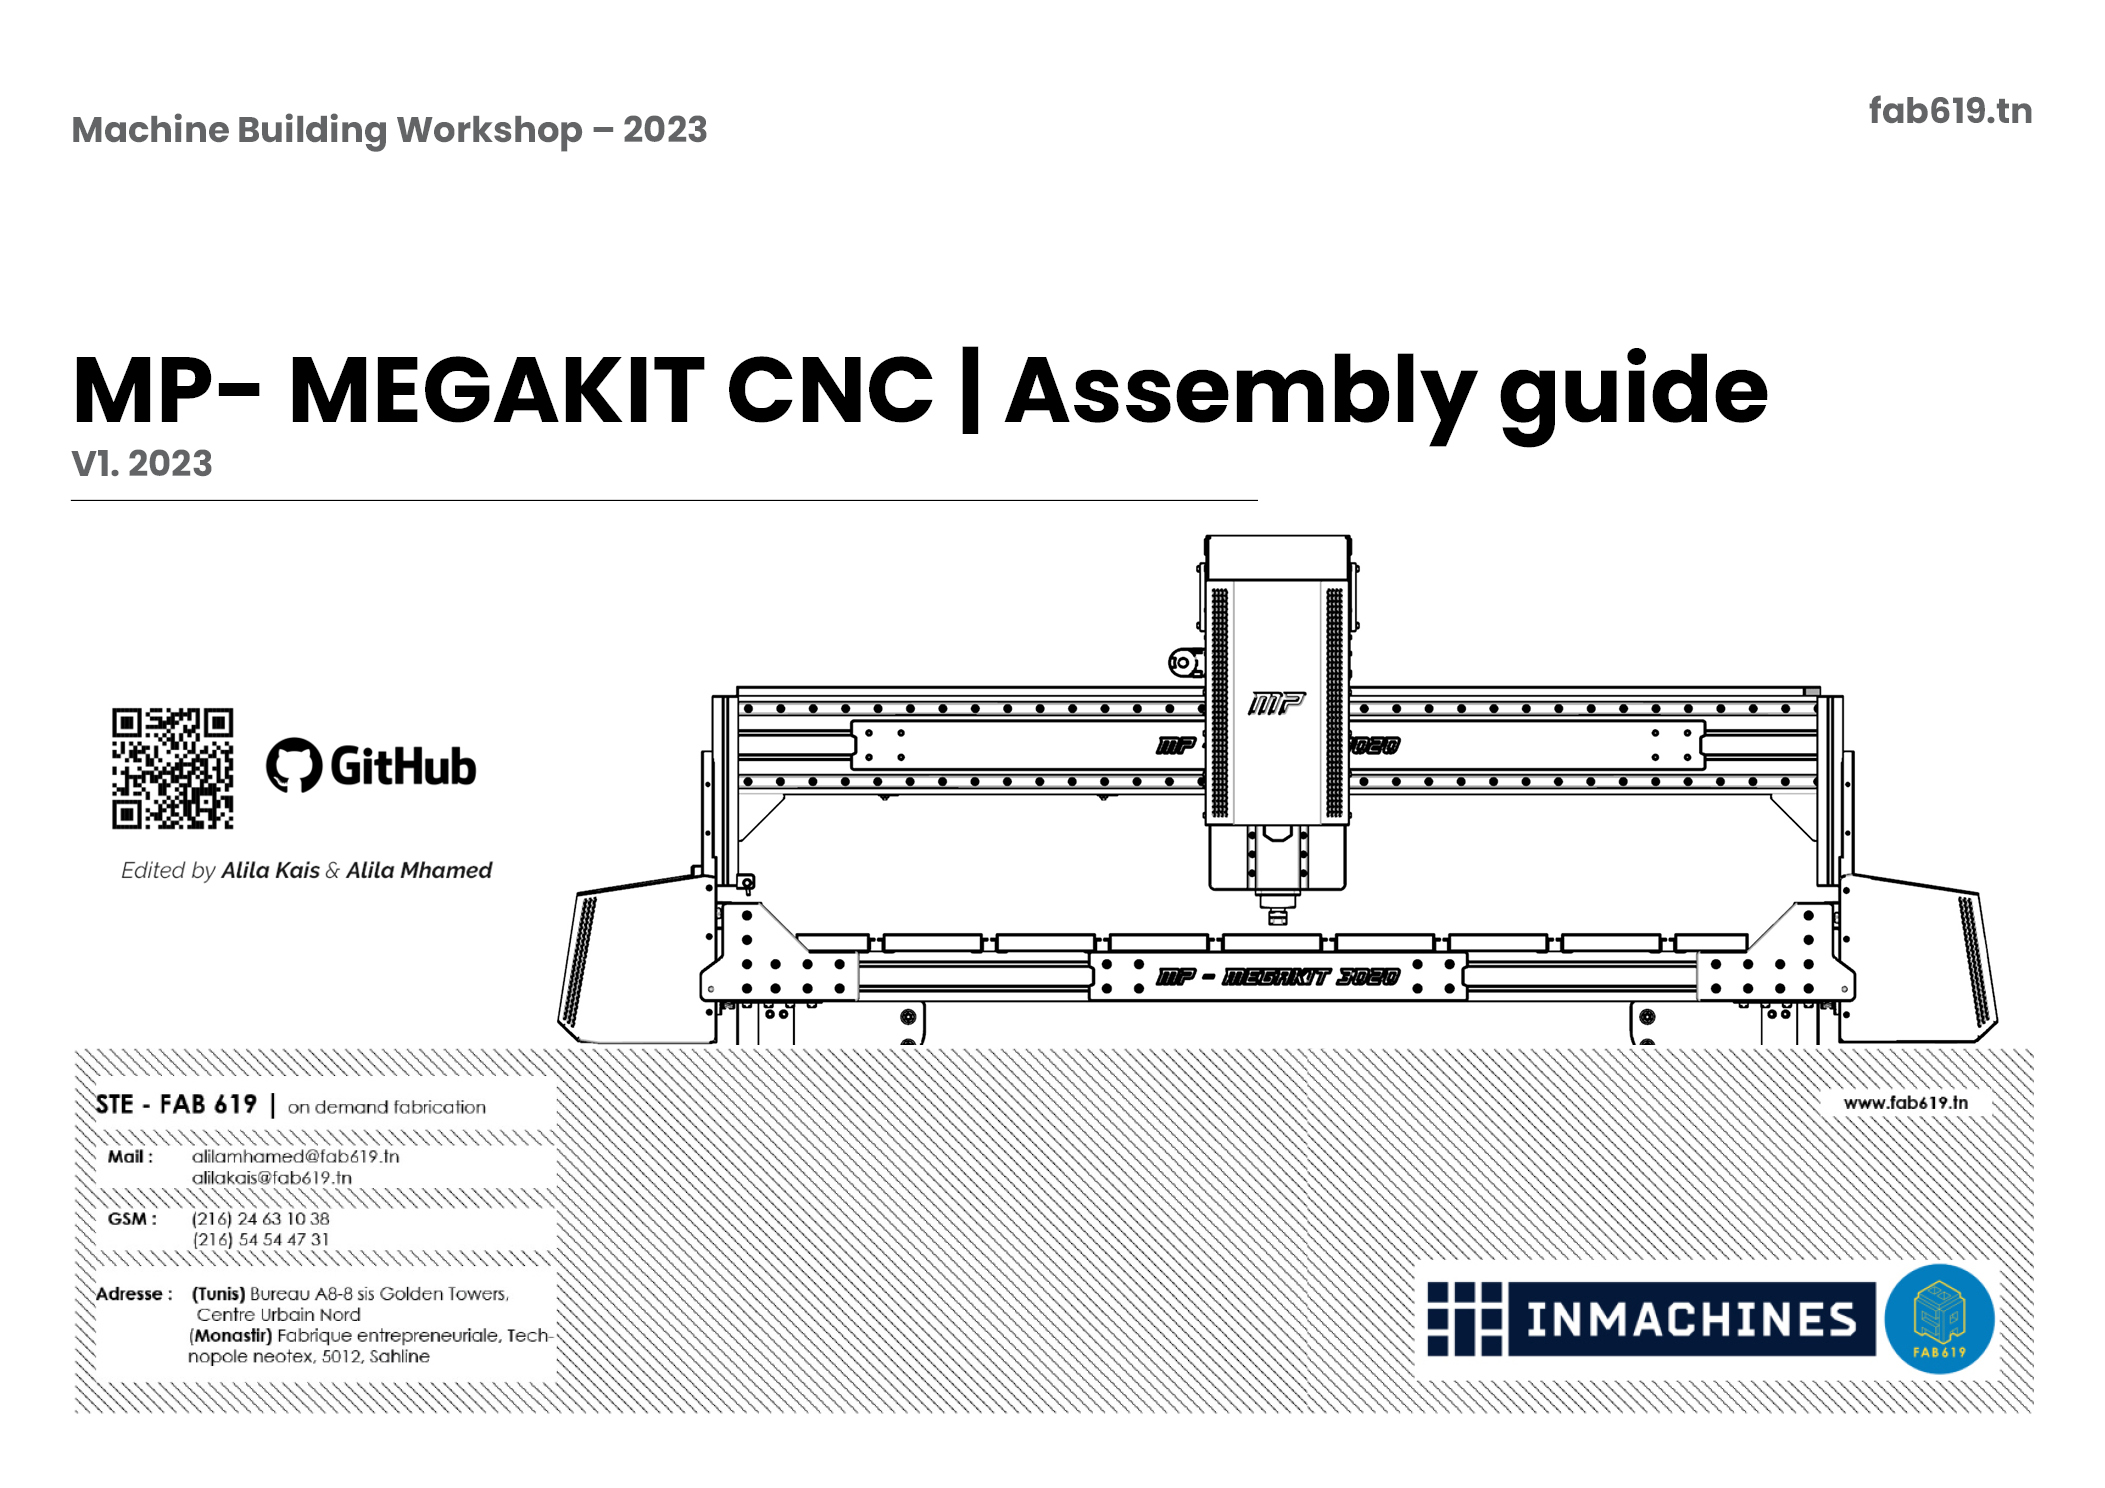 Machine Building Workshop – 2023
fab619.tn
MP– MEGAKIT CNC | Assembly guide
V1. 2023
MP
MP - 3020
GitHub
Edited by Alila Kais & Alila Mhamed
MP - MEGAKIT 3020
STE - FAB 619 | on demand fabrication
www.fab619.tn
Mail : alilamhamed@fab619.tn
alilakais@fab619.tn
GSM : (216) 24 63 10 38
(216) 54 54 47 31
Adresse : (Tunis) Bureau A8-8 sis Golden Towers,
Centre Urbain Nord
(Monastir) Fabrique entrepreneuriale, Tech-
nopole neotex, 5012, Sahline
INMACHINES
FAB619